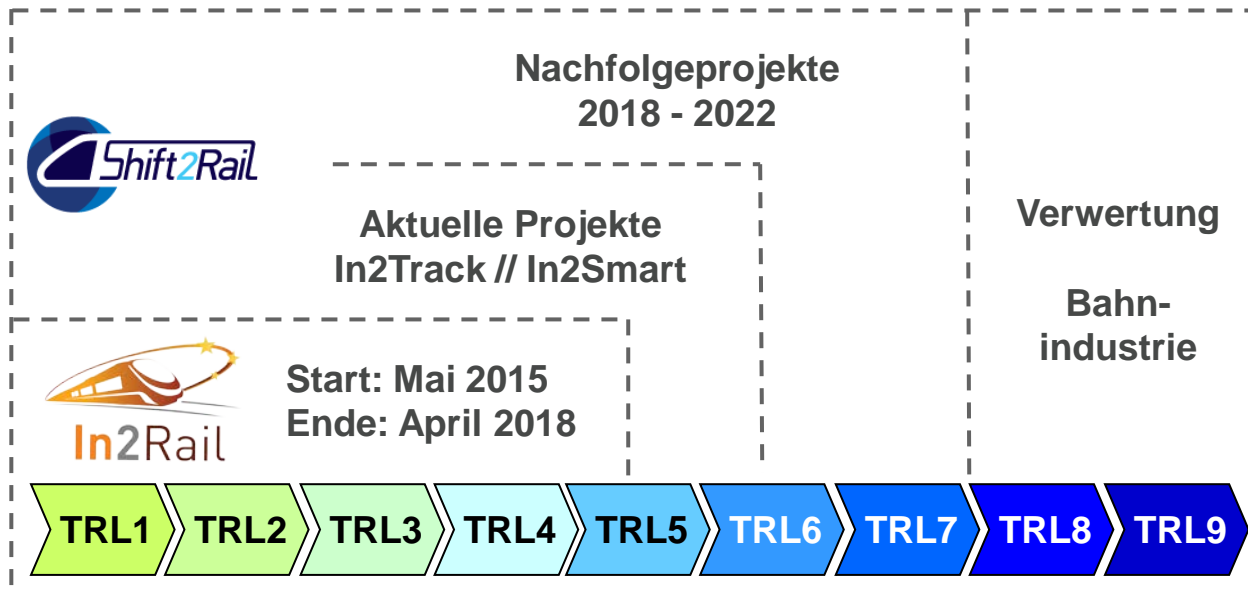 Nachfolgeprojekte
2018 - 2022
Shift2Rail
Aktuelle Projekte
In2Track // In2Smart
Verwertung
Bahn-
industrie
Start: Mai 2015
Ende: April 2018
In2Rail
TRL1 TRL2 TRL3 TRL4 TRL5 TRL6 TRL7 TRL8 TRL9